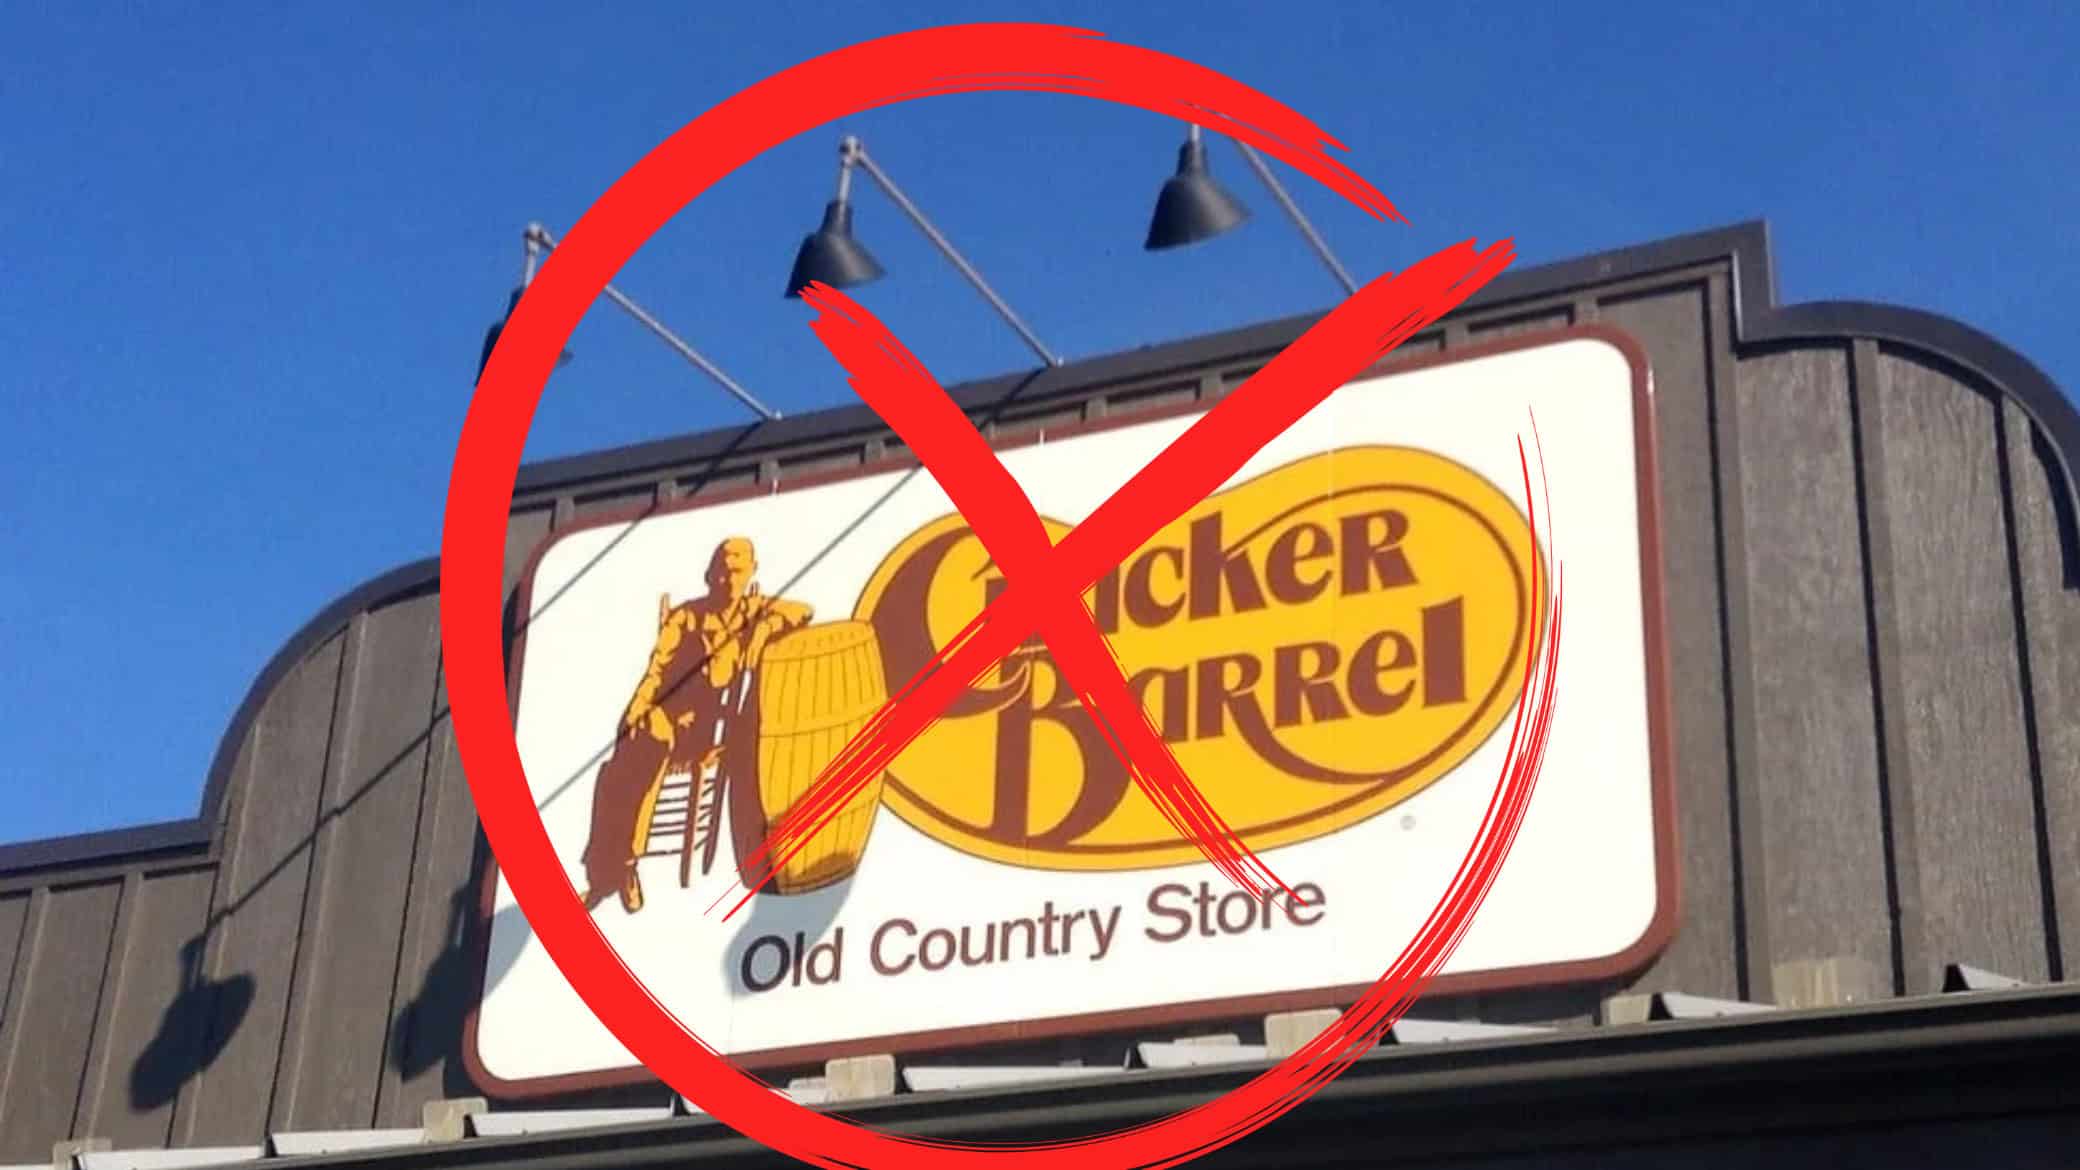 Cracker
Barrel
Old Country Store
®